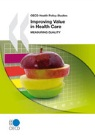 OECD Health Policy Studies
Improving Value
in Health Care
MEASURING QUALITY
OECD